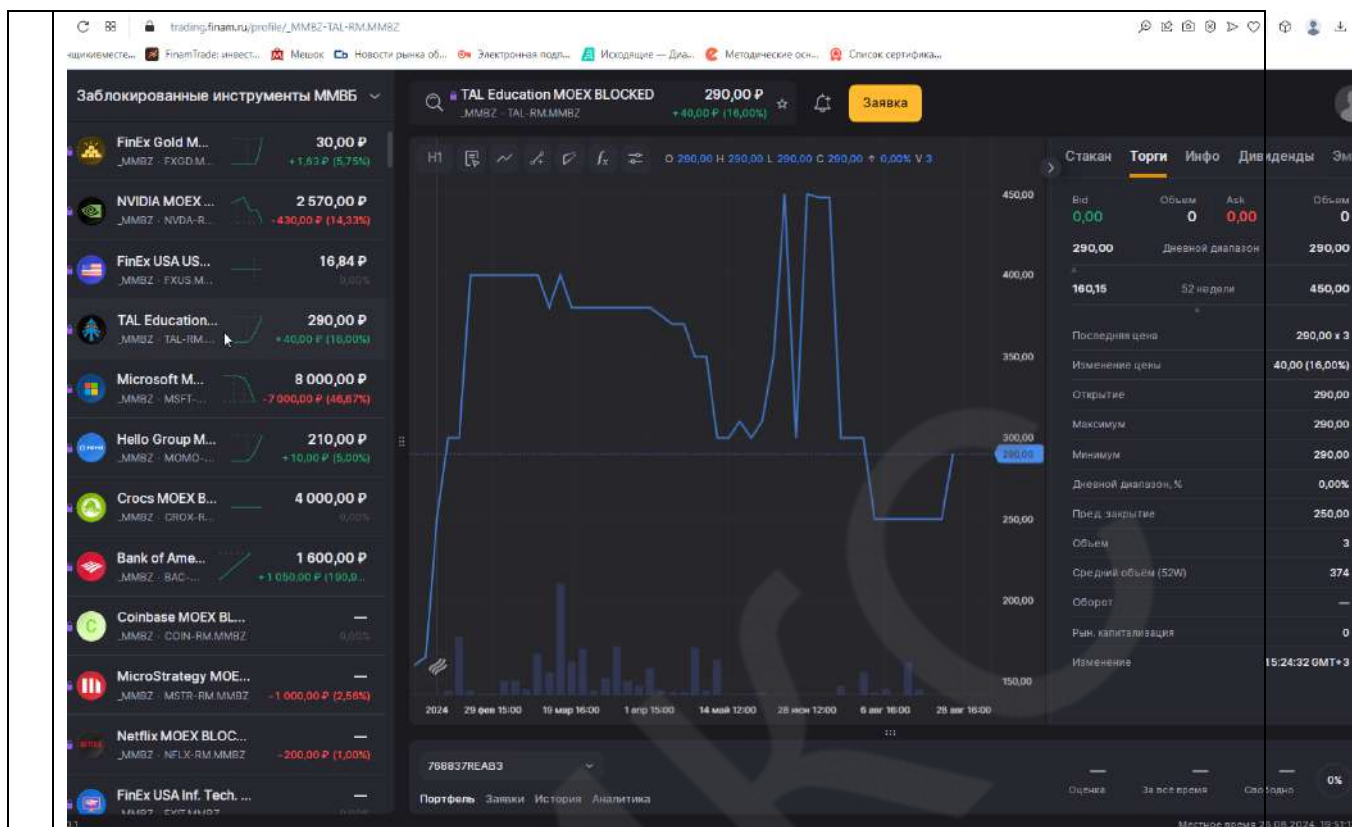 trading.finam.ru/profile/_MMBZ-TAL-RM.MMBZ
FinamTrade: инвест... Мешок Новости рынка об... Электронная подп... Исходящие — Диа... Методические осн... Список сертифика...
Заблокированные инструменты ММВБ
TAL Education MOEX BLOCKED 290,00 ₽
_MMBZ · TAL-RM.MMBZ +40,00 ₽ (16,00%)
Заявка
FinEx Gold M... 30,00 ₽
_MMBZ · FXGD.M... +1,63 ₽ (5,75%)
NVIDIA MOEX ... 2 570,00 ₽
_MMBZ · NVDA-R... -430,00 ₽ (14,33%)
FinEx USA US... 16,84 ₽
_MMBZ · FXUS.M... 0,00%
TAL Education... 290,00 ₽
_MMBZ · TAL-RM... +40,00 ₽ (16,00%)
Microsoft M... 8 000,00 ₽
_MMBZ · MSFT-... -7 000,00 ₽ (46,67%)
Hello Group M... 210,00 ₽
_MMBZ · MOMO-... +10,00 ₽ (5,00%)
Crocs MOEX B... 4 000,00 ₽
_MMBZ · CROX-R... 0,00%
Bank of Ame... 1 600,00 ₽
_MMBZ · BAC-...
Coinbase MOEX BL... —
_MMBZ · COIN-RM.MMBZ 0,00%
MicroStrategy MOE... —
_MMBZ · MSTR-RM.MMBZ -1 000,00 ₽ (2,56%)
Netflix MOEX BLOC... —
_MMBZ · NFLX-RM.MMBZ -200,00 ₽ (1,00%)
FinEx USA Inf. Tech. ... —
H1 O 290,00 H 290,00 L 290,00 C 290,00 0,00% V 3
450,00
400,00
350,00
300,00
290,00
250,00
200,00
150,00
2024 29 фев 15:00 19 мар 16:00 1 апр 15:00 14 май 12:00 28 июн 12:00 6 авг 16:00 28 авг 16:00
Стакан Торги Инфо Дивиденды Эм
Bid Объем Ask Объем
0,00 0 0,00 0
290,00 Дневной диапазон 290,00
160,15 52 недели 450,00
Последняя цена 290,00 x 3
Изменение цены 40,00 (16,00%)
Открытие 290,00
Максимум 290,00
Минимум 290,00
Дневной диапазон, % 0,00%
Пред. закрытие 250,00
Объем 3
Средний объем (52W) 374
Оборот —
Рын. капитализация 0
Изменение 15:24:32 GMT+3
768837REAB3
Портфель Заявки История Аналитика
Оценка За все время Свободно 0%